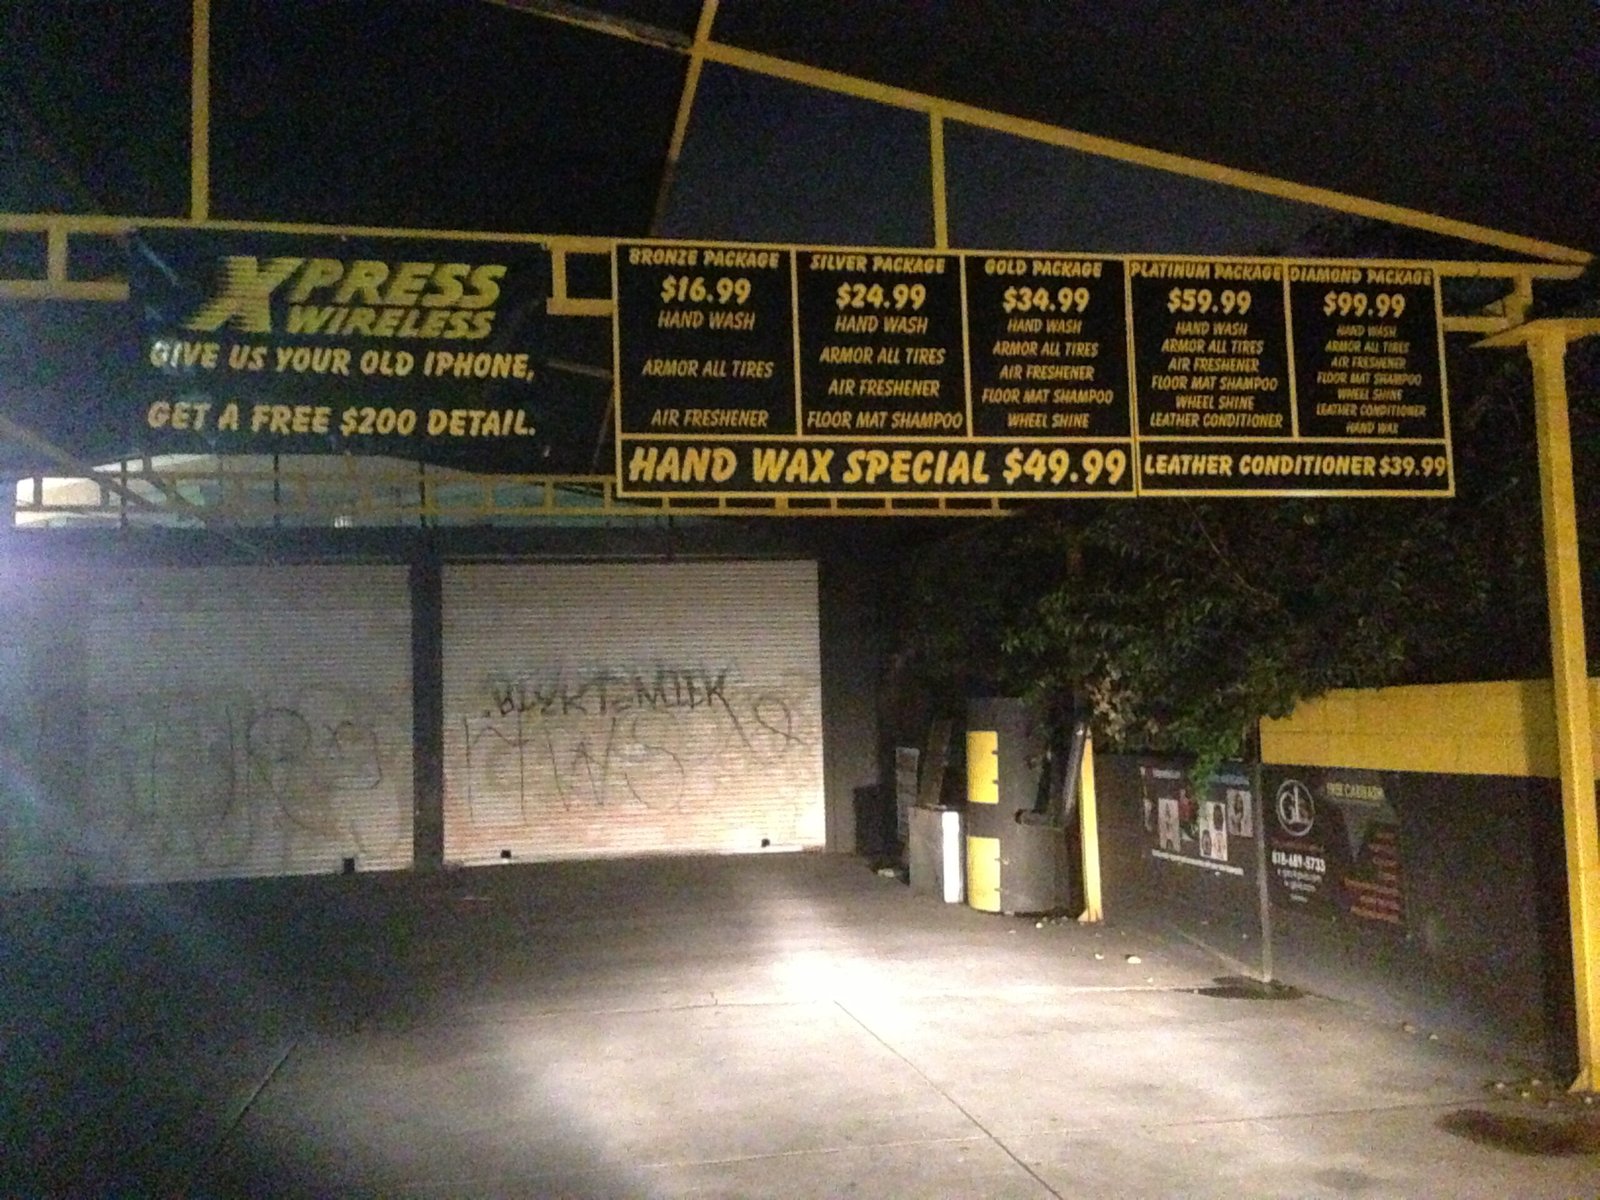 XPRESS
WIRELESS
GIVE US YOUR OLD IPHONE,
GET A FREE $200 DETAIL.
BRONZE PACKAGE
$16.99
HAND WASH
ARMOR ALL TIRES
AIR FRESHENER
SILVER PACKAGE
$24.99
HAND WASH
ARMOR ALL TIRES
AIR FRESHENER
FLOOR MAT SHAMPOO
GOLD PACKAGE
$34.99
HAND WASH
ARMOR ALL TIRES
AIR FRESHENER
FLOOR MAT SHAMPOO
WHEEL SHINE
PLATINUM PACKAGE
$59.99
HAND WASH
ARMOR ALL TIRES
AIR FRESHENER
FLOOR MAT SHAMPOO
WHEEL SHINE
LEATHER CONDITIONER
DIAMOND PACKAGE
$99.99
HAND WASH
ARMOR ALL TIRES
AIR FRESHENER
FLOOR MAT SHAMPOO
WHEEL SHINE
LEATHER CONDITIONER
HAND WAX
HAND WAX SPECIAL $49.99
LEATHER CONDITIONER $39.99
FREE CARWASH
818-689-5733